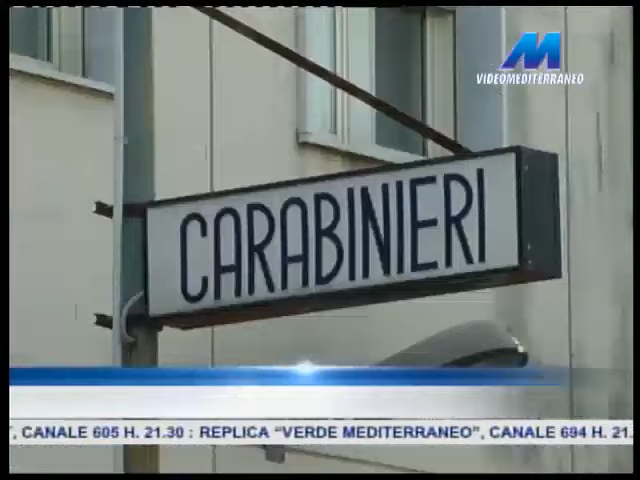 M
VIDEOMEDITERRANEO
CARABINIERI
, CANALE 605 H. 21.30 : REPLICA “VERDE MEDITERRANEO”, CANALE 694 H. 21.